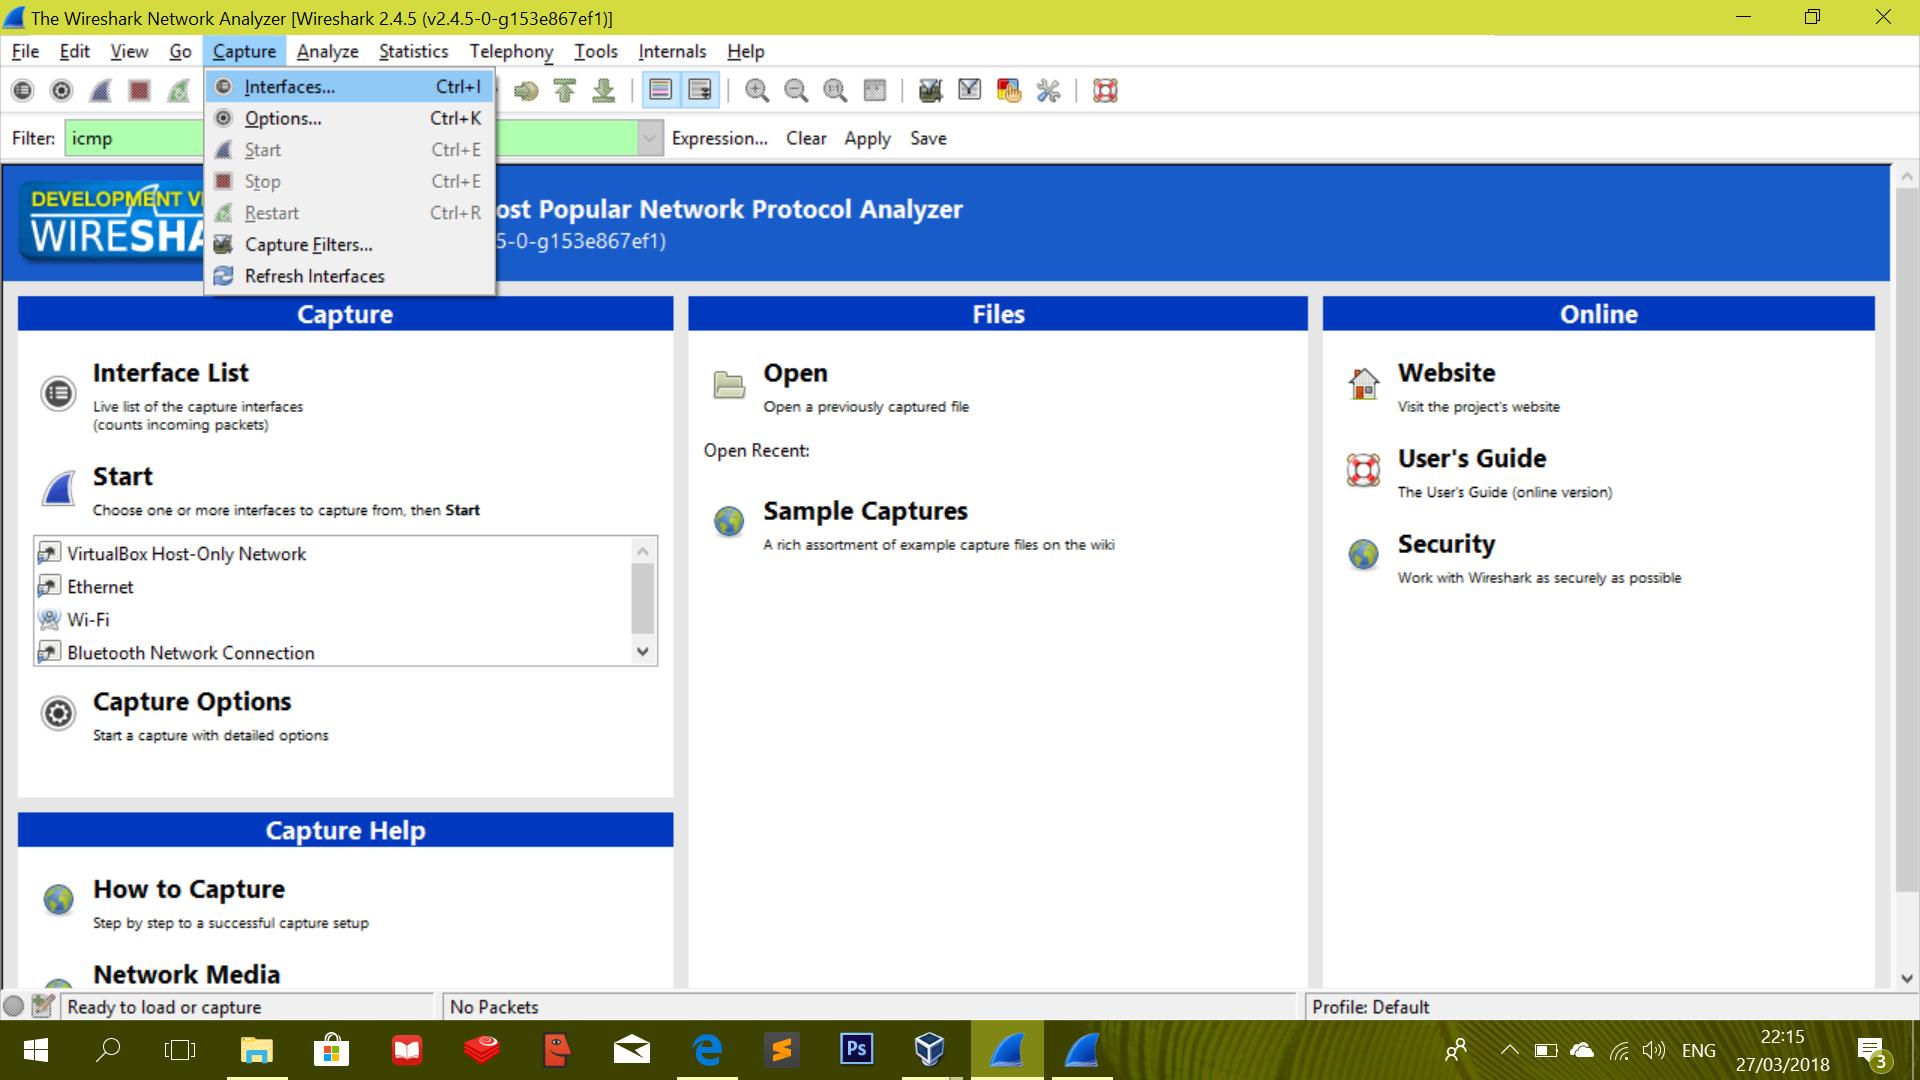 The Wireshark Network Analyzer [Wireshark 2.4.5 (v2.4.5-0-g153e867ef1)]
File Edit View Go Capture Analyze Statistics Telephony Tools Internals Help
Interfaces... Ctrl+I
Options... Ctrl+K
Start Ctrl+E
Stop Ctrl+E
Restart Ctrl+R
Capture Filters...
Refresh Interfaces
Filter: icmp Expression... Clear Apply Save
DEVELOPMENT
WIRESHA
ost Popular Network Protocol Analyzer
5-0-g153e867ef1)
Capture
Interface List
Live list of the capture interfaces
(counts incoming packets)
Start
Choose one or more interfaces to capture from, then Start
VirtualBox Host-Only Network
Ethernet
Wi-Fi
Bluetooth Network Connection
Capture Options
Start a capture with detailed options
Capture Help
How to Capture
Step by step to a successful capture setup
Network Media
Files
Open
Open a previously captured file
Open Recent:
Sample Captures
A rich assortment of example capture files on the wiki
Online
Website
Visit the project's website
User's Guide
The User's Guide (online version)
Security
Work with Wireshark as securely as possible
Ready to load or capture No Packets Profile: Default
Ps
ENG
22:15
27/03/2018
3